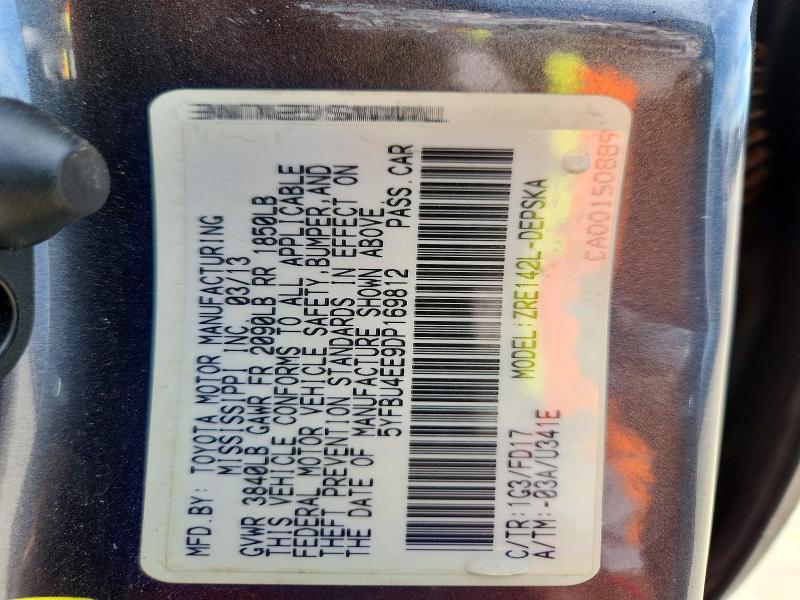 MFD.BY: TOYOTA MOTOR MANUFACTURING
MISSISSIPPI INC. 03/13
GVWR 3840LB GAWR FR 2090LB RR 1850LB
THIS VEHICLE CONFORMS TO ALL APPLICABLE
FEDERAL MOTOR VEHICLE SAFETY,BUMPER,AND
THEFT PREVENTION STANDARDS IN EFFECT ON
THE DATE OF MANUFACTURE SHOWN ABOVE.
5YFBU4EE9DP169812 PASS.CAR
C/TR:1G3/FD17 MODEL:ZRE142L-DEPSKA
A/TM:-03A/U341E